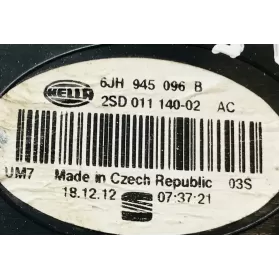 HELLA 6JH 945 096 B
2SD 011 140-02 AC
UM7 Made in Czech Republic 03S
18.12.12 07:37:21